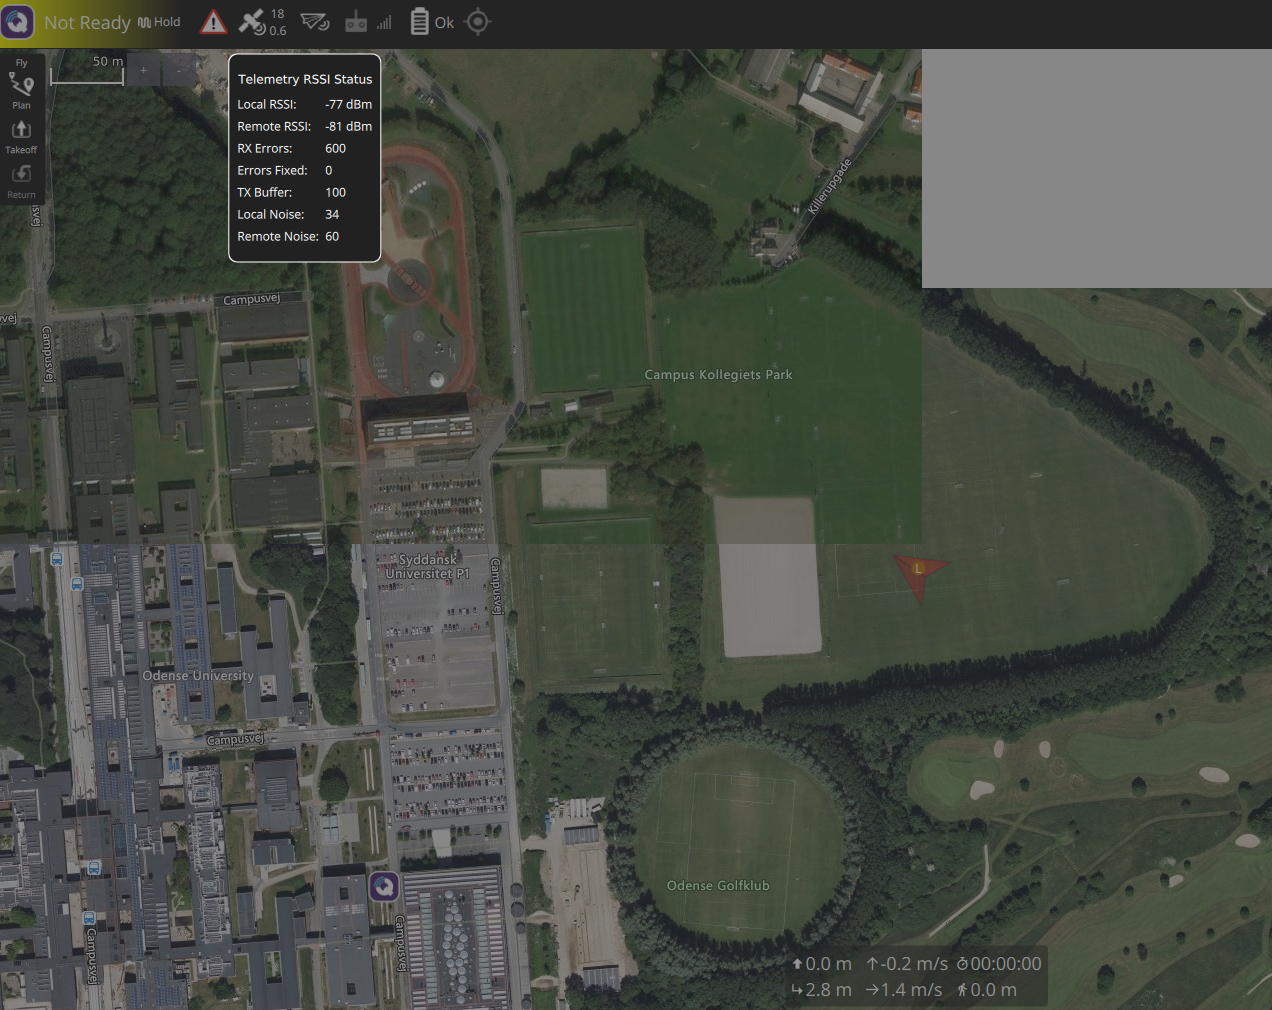 Not Ready
Hold
18
0.6
Ok
Fly
Plan
Takeoff
Return
50 m
+
-
Telemetry RSSI Status
Local RSSI: -77 dBm
Remote RSSI: -81 dBm
RX Errors: 600
Errors Fixed: 0
TX Buffer: 100
Local Noise: 34
Remote Noise: 60
Killerupgade
Campusvej
Campusvej
Campus Kollegiets Park
Syddansk
Universitet P1
Campusvej
L
Odense University
Campusvej
Odense Golfklub
Campusvej
Campusvej
0.0 m
-0.2 m/s
00:00:00
2.8 m
1.4 m/s
0.0 m